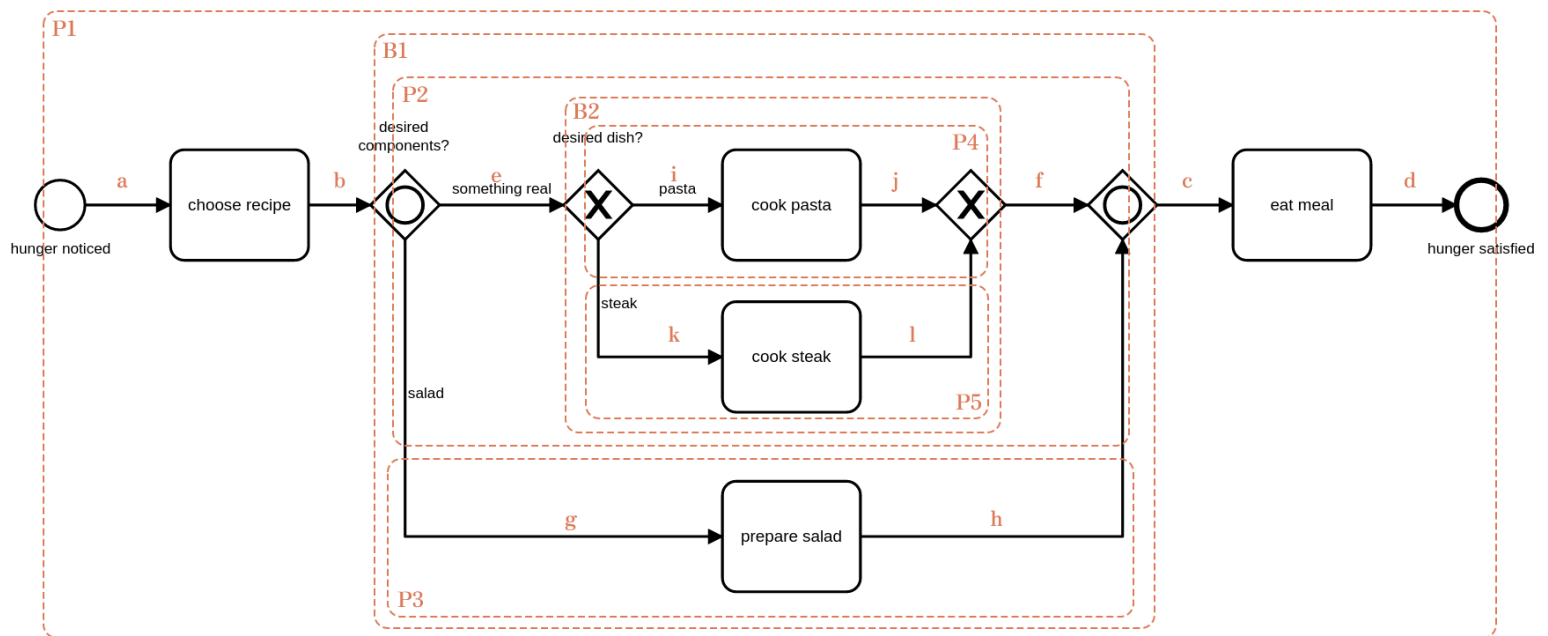 P1
B1
P2
B2
desired
components?
desired dish?
P4
a
b
e
something real
i
pasta
j
f
c
d
choose recipe
cook pasta
eat meal
hunger noticed
hunger satisfied
steak
k
l
cook steak
salad
P5
g
h
prepare salad
P3